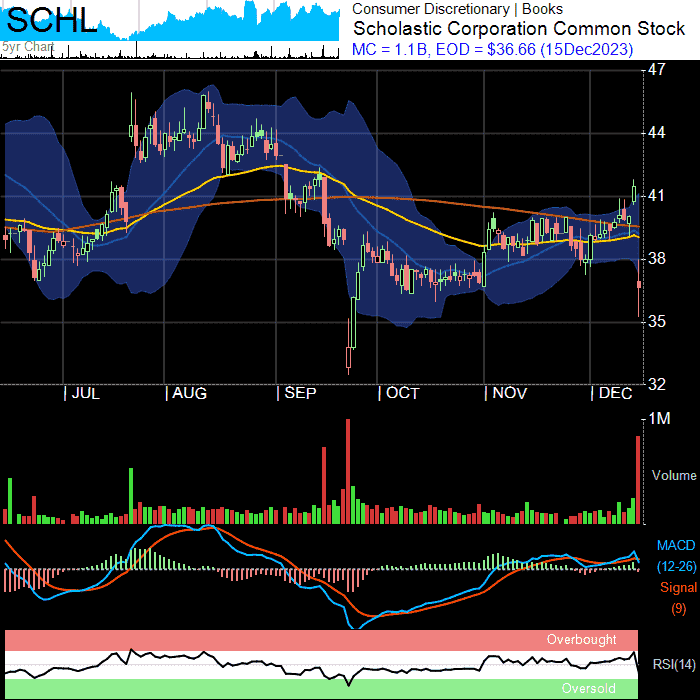 SCHL
5yr Chart
Consumer Discretionary | Books
Scholastic Corporation Common Stock
MC = 1.1B, EOD = $36.66 (15Dec2023)
47
44
41
38
35
32
| JUL | AUG | SEP | OCT | NOV | DEC
1M
Volume
MACD
(12-26)
Signal
(9)
Overbought
RSI(14)
Oversold